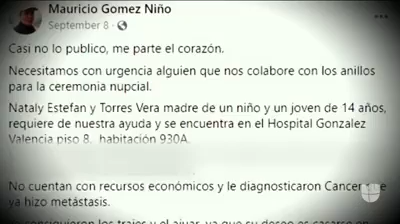 Mauricio Gomez Niño
September 8 ·
Casi no lo publico, me parte el corazón.
Necesitamos con urgencia alguien que nos colabore con los anillos
para la ceremonia nupcial.
Nataly Estefan y Torres Vera madre de un niño y un joven de 14 años,
requiere de nuestra ayuda y se encuentra en el Hospital Gonzalez
Valencia piso 8, habitación 930A.
No cuentan con recursos económicos y le diagnosticaron Cancer
ya hizo metástasis.